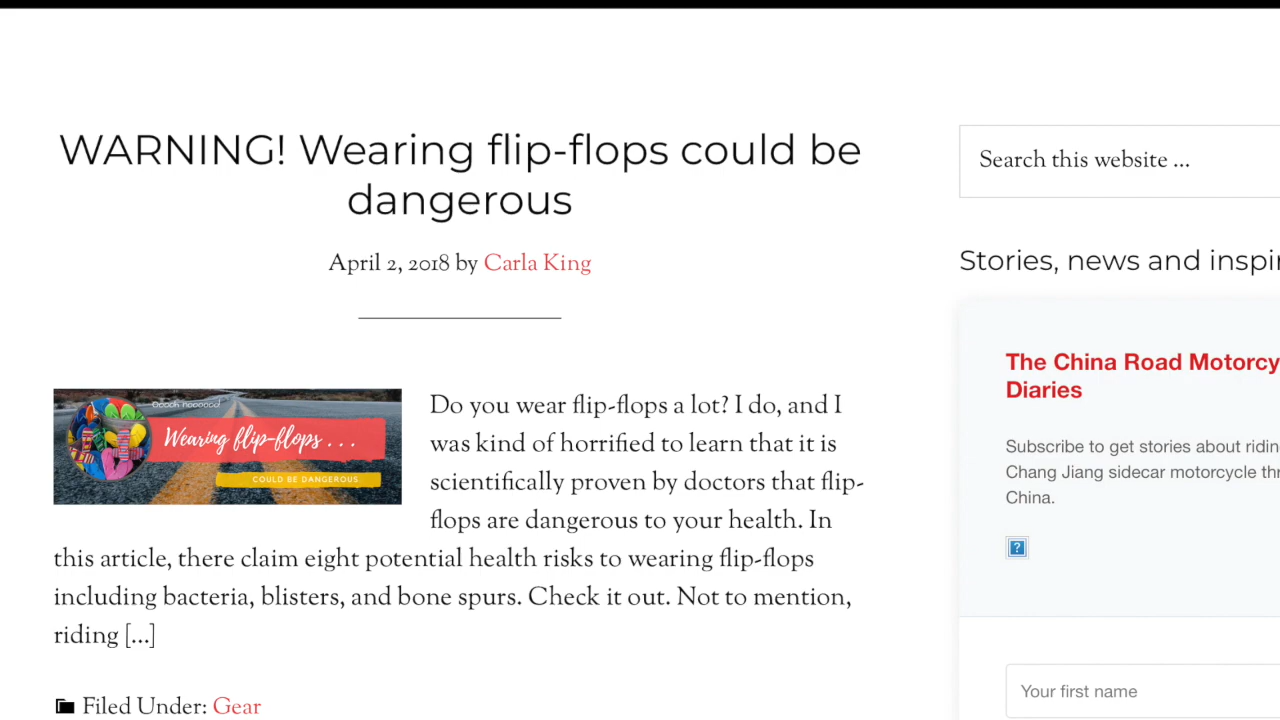 WARNING! Wearing flip-flops could be
dangerous
April 2, 2018 by Carla King
Wearing flip-flops . . .
COULD BE DANGEROUS
Do you wear flip-flops a lot? I do, and I
was kind of horrified to learn that it is
scientifically proven by doctors that flip-
flops are dangerous to your health. In
this article, there claim eight potential health risks to wearing flip-flops
including bacteria, blisters, and bone spurs. Check it out. Not to mention,
riding [...]
Filed Under: Gear
Search this website ...
Stories, news and inspir
The China Road Motorcy
Diaries
Subscribe to get stories about ridin
Chang Jiang sidecar motorcycle thr
China.
?
Your first name